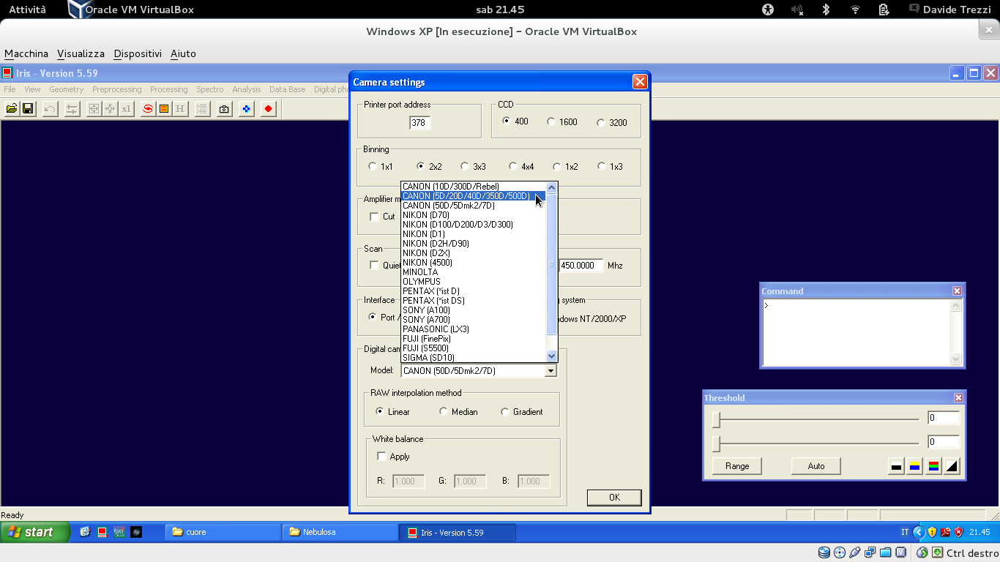 Attività Oracle VM VirtualBox sab 21.45 Davide Trezzi
Windows XP [In esecuzione] – Oracle VM VirtualBox
Macchina Visualizza Dispositivi Aiuto
Iris - Version 5.59
File View Geometry Preprocessing Processing Spectro Analysis Data Base Digital pho
x1 H
Camera settings
Printer port address
378
CCD
400 1600 3200
Binning
1x1 2x2 3x3 4x4 1x2 1x3
Amplifier m
Cut
Scan
Quie
450.0000 Mhz
Interface
Port /
g system
dows NT/2000/XP
Digital cam
CANON (10D/300D/Rebel)
CANON (5D/20D/40D/350D/500D)
CANON (50D/5Dmk2/7D)
NIKON (D70)
NIKON (D100/D200/D3/D300)
NIKON (D1)
NIKON (D2H/D90)
NIKON (D2X)
NIKON (4500)
MINOLTA
OLYMPUS
PENTAX (*ist D)
PENTAX (*ist DS)
SONY (A100)
SONY (A700)
PANASONIC (LX3)
FUJI (FinePix)
FUJI (S5500)
SIGMA (SD10)
Model: CANON (50D/5Dmk2/7D)
RAW interpolation method
Linear Median Gradient
White balance
Apply
R: 1.000 G: 1.000 B: 1.000
OK
Command
>
Threshold
0
0
Range Auto
Ready
start cuore Nebulosa Iris - Version 5.59 IT 21.45
Ctrl destro